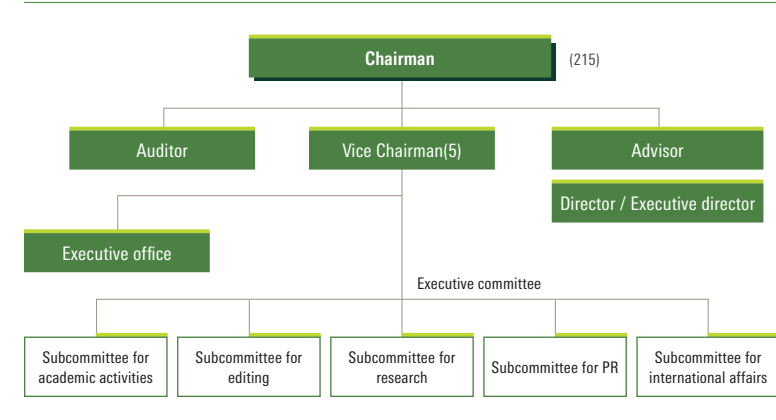 Chairman
(215)
Auditor
Vice Chairman(5)
Advisor
Director / Executive director
Executive office
Executive committee
Subcommittee for
academic activities
Subcommittee for
editing
Subcommittee for
research
Subcommittee for PR
Subcommittee for
international affairs